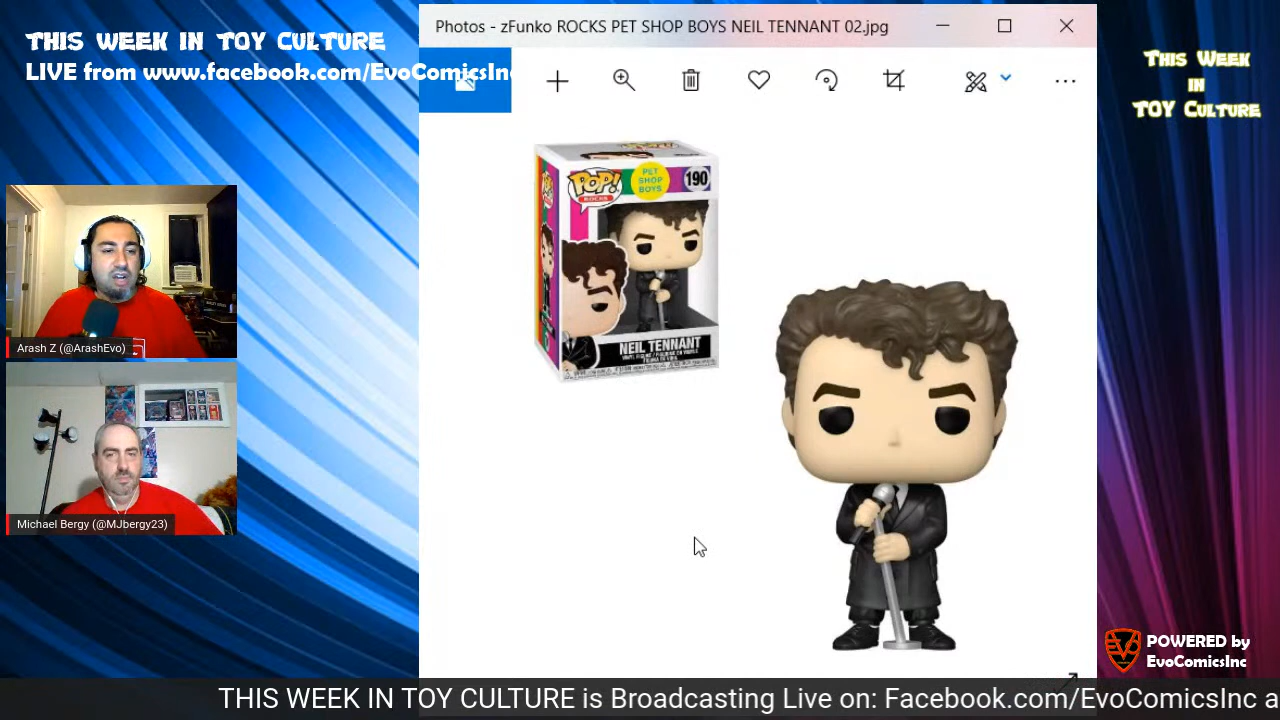 THIS WEEK IN TOY CULTURE
LIVE from www.facebook.com/EvoComicsInc
Photos - zFunko ROCKS PET SHOP BOYS NEIL TENNANT 02.jpg
This Week
IN
TOY Culture
POP!
ROCKS
PET
SHOP
BOYS
190
NEIL TENNANT
Arash Z (@ArashEvo)
Michael Bergy (@MJbergy23)
POWERED by
EvoComicsInc
THIS WEEK IN TOY CULTURE is Broadcasting Live on: Facebook.com/EvoComicsInc a